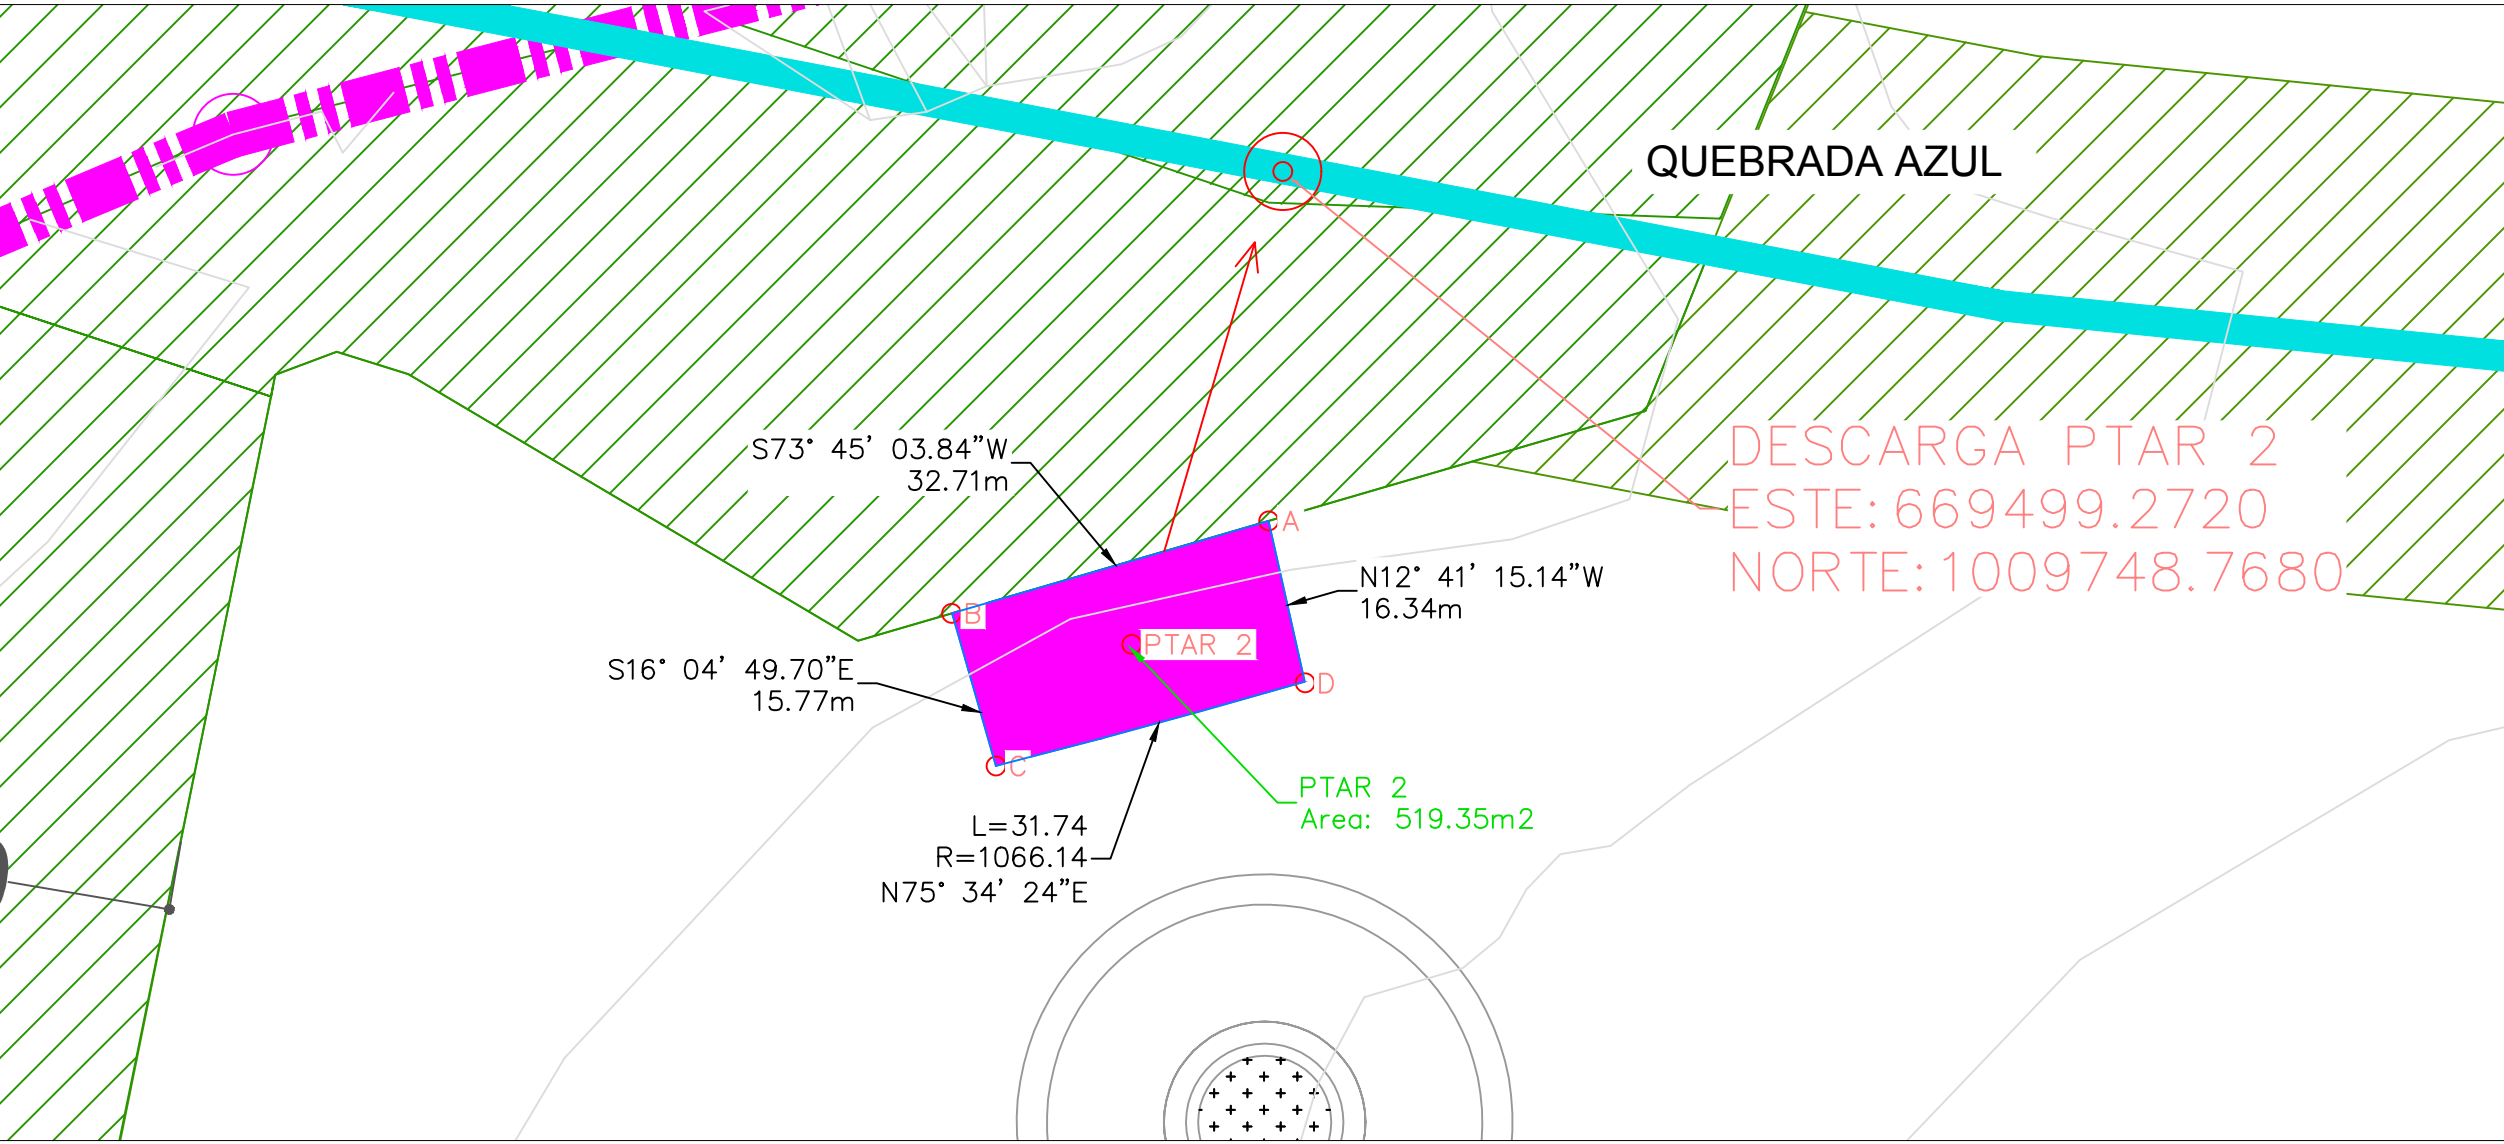 QUEBRADA AZUL
DESCARGA PTAR 2
ESTE: 669499.2720
NORTE: 1009748.7680
S73° 45' 03.84"W
32.71m
A
N12° 41' 15.14"W
16.34m
B
PTAR 2
D
S16° 04' 49.70"E
15.77m
C
PTAR 2
Area: 519.35m2
L=31.74
R=1066.14
N75° 34' 24"E